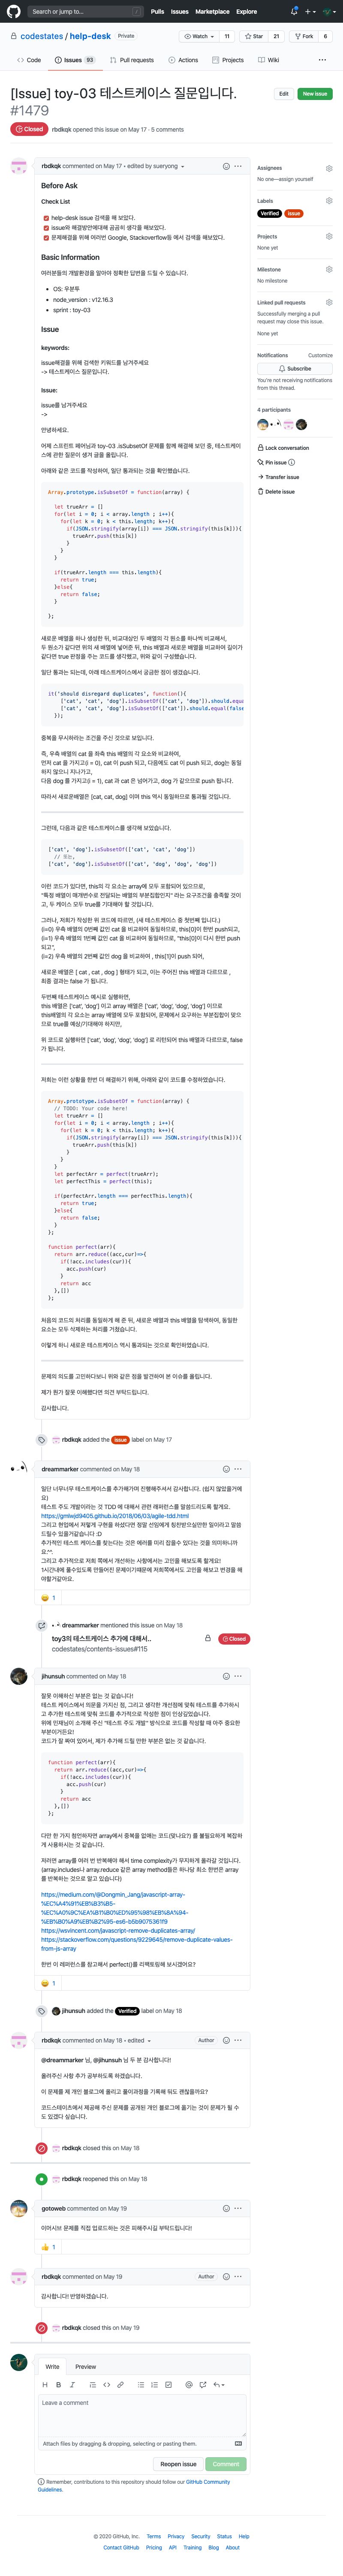 Search or jump to... / Pulls Issues Marketplace Explore
codestates / help-desk Private
Watch 11 Star 21 Fork 6
Code Issues 93 Pull requests Actions Projects Wiki
[Issue] toy-03 테스트케이스 질문입니다.
#1479
Edit New issue
Closed rbdkqk opened this issue on May 17 · 5 comments
rbdkqk commented on May 17 • edited by sueryong
Before Ask
Check List
help-desk issue 검색을 해 보았다.
issue와 해결방안에대해 곰곰히 생각을 해보았다.
문제해결을 위해 여러번 Google, Stackoverflow등 에서 검색을 해보았다.
Basic Information
여러분들의 개발환경을 알아야 정확한 답변을 드릴 수 있습니다.
OS: 우분투
node_version : v12.16.3
sprint : toy-03
Issue
keywords:
issue해결을 위해 검색한 키워드를 남겨주세요
-> 테스트케이스 질문입니다.
Issue:
issue를 남겨주세요
->
안녕하세요.
어제 스프린트 페어님과 toy-03 .isSubsetOf 문제를 함께 해결해 보던 중, 테스트케이
스에 관한 질문이 생겨 글을 올립니다.
아래와 같은 코드를 작성하여, 일단 통과되는 것을 확인했습니다.
Array.prototype.isSubsetOf = function(array) {
let trueArr = []
for(let i = 0; i < array.length ; i++){
for(let k = 0; k < this.length; k++){
if(JSON.stringify(array[i]) === JSON.stringify(this[k])){
trueArr.push(this[k])
}
}
}
if(trueArr.length === this.length){
return true;
}else{
return false;
}
};
새로운 배열을 하나 생성한 뒤, 비교대상인 두 배열의 각 원소를 하나씩 비교해서,
두 원소가 같다면 위의 새 배열에 넣어준 뒤, this 배열과 새로운 배열을 비교하여 길이가
같다면 true 판정을 주는 코드를 생각했고, 위와 같이 구성했습니다.
일단 통과는 되는데, 아래 테스트케이스에서 궁금한 점이 생겼습니다.
it('should disregard duplicates', function(){
['cat', 'cat', 'dog'].isSubsetOf(['cat', 'dog']).should.equ
['cat', 'cat', 'dog'].isSubsetOf(['cat']).should.equal(false
});
중복을 무시하라는 조건을 주신 것으로 보입니다.
즉, 우측 배열의 cat 을 좌측 this 배열의 각 요소와 비교하여,
먼저 cat 을 가지고(i = 0), cat 이 push 되고, 다음에도 cat 이 push 되고, dog는 동일
하지 않으니 지나가고,
다음 dog 를 가지고(i = 1), cat 과 cat 은 넘어가고, dog 가 같으므로 push 됩니다.
따라서 새로운배열은 [cat, cat, dog] 이며 this 역시 동일하므로 통과될 것입니다.
그런데, 다음과 같은 테스트케이스를 생각해 보았습니다.
['cat', 'dog'].isSubsetOf(['cat', 'cat', 'dog'])
// 또는,
['cat', 'dog'].isSubsetOf(['cat', 'dog', 'dog', 'dog'])
이런 코드가 있다면, this의 각 요소는 array에 모두 포함되어 있으므로,
"특정 배열이 매개변수로 전달되는 배열의 부분집합인지" 라는 요구조건을 충족할 것이
고, 두 케이스 모두 true를 기대해야 할 것입니다.
그러나, 저희가 작성한 위 코드에 따르면, (새 테스트케이스 중 첫번째 입니다.)
(i=0) 우측 배열의 0번째 값인 cat 을 비교하여 동일하므로, this[0]이 한번 push되고,
(i=1) 우측 배열의 1번째 값인 cat 을 비교하여 동일하므로, "this[0]이 다시 한번 push
되고",
(i=2) 우측 배열의 2번째 값인 dog 을 비교하여 , this[1]이 push 되어,
새로운 배열은 [ cat , cat , dog ] 형태가 되고, 이는 주어진 this 배열과 다르므로 ,
최종 결과는 false 가 됩니다.
두번째 테스트케이스 예시로 실행하면,
this 배열은 ['cat', 'dog'] 이고 array 배열은 ['cat', 'dog', 'dog', 'dog'] 이므로
this배열의 각 요소는 array 배열에 모두 포함되어, 문제에서 요구하는 부분집합이 맞으
므로 true를 예상/기대해야 하지만,
위 코드로 실행하면 ['cat', 'dog', 'dog', 'dog'] 로 리턴되어 this 배열과 다르므로, false
가 됩니다.
저희는 이런 상황을 한번 더 해결하기 위해, 아래와 같이 코드를 수정하였습니다.
Array.prototype.isSubsetOf = function(array) {
// TODO: Your code here!
let trueArr = []
for(let i = 0; i < array.length ; i++){
for(let k = 0; k < this.length; k++){
if(JSON.stringify(array[i]) === JSON.stringify(this[k])){
trueArr.push(this[k])
}
}
}
let perfectArr = perfect(trueArr);
let perfectThis = perfect(this);
if(perfectArr.length === perfectThis.length){
return true;
}else{
return false;
}
};
function perfect(arr){
return arr.reduce((acc,cur)=>{
if(!acc.includes(cur)){
acc.push(cur)
}
return acc
},[])
};
처음의 코드의 처리를 동일하게 해 준 뒤, 새로운 배열과 this 배열을 탐색하여, 동일한
요소는 모두 삭제하는 처리를 거쳤습니다.
이렇게 하니 새로운 테스트케이스 역시 통과되는 것으로 확인하였습니다.
문제의 의도를 고민하다보니 위와 같은 점을 발견하여 본 이슈를 올립니다.
제가 뭔가 잘못 이해했다면 의견 부탁드립니다.
감사합니다.
rbdkqk added the issue label on May 17
dreammarker commented on May 18
일단 너무너무 테스트케이스를 추가해가며 진행해주셔서 감사합니다. (쉽지 않았을거에
요)
테스트 주도 개발이라는 것 TDD 에 대해서 관련 래퍼런스를 말씀드리도록 할게요.
https://gmlwjd9405.github.io/2018/06/03/agile-tdd.html
그리고 현업에서 저렇게 구현을 하셨다면 정말 선임에게 칭찬받으실만한 일이라고 말씀
드릴수 있을거같습니다 :D
추가적인 테스트 케이스를 찾는다는 것은 에러를 미리 잡을수 있다는 것을 의미하니까
요.^^.
그리고 추가적으로 저희 쪽에서 개선하는 사항에서는 고민을 해보도록 할게요!
1시간내에 풀수있도록 만들어진 문제이기때문에 저희쪽에서도 고민을 해보고 변경을 해
야할거같아요.
1
dreammarker mentioned this issue on May 18
toy3의 테스트케이스 추가에 대해서.. Closed
codestates/contents-issues#115
jihunsuh commented on May 18
잘못 이해하신 부분은 없는 것 같습니다!
테스트 케이스에서 의문을 가지신 점, 그리고 생각한 개선점에 맞춰 테스트를 추가하시
고 추가한 테스트에 맞춰 코드를 추가적으로 작성한 점이 인상깊었습니다.
위에 민재님이 소개해 주신 "테스트 주도 개발" 방식으로 코드를 작성할 때 아주 중요한
부분이거든요!
코드가 잘 짜여 있어서, 제가 추가해 드릴 만한 부분은 없는 것 같습니다.
function perfect(arr){
return arr.reduce((acc,cur)=>{
if(!acc.includes(cur)){
acc.push(cur)
}
return acc
},[])
};
다만 한 가지 첨언하자면 array에서 중복을 없애는 코드(맞나요?) 를 불필요하게 복잡하
게 사용하시는 것 같습니다.
저러면 array를 여러 번 반복해야 해서 time complexity가 무지하게 올라갈 것입니다.
(array.includes나 array.reduce 같은 array method들은 하나당 최소 한번은 array
를 반복하는 것으로 알고 있습니다)
https://medium.com/@Dongmin_Jang/javascript-array-
%EC%A4%91%EB%B3%B5-
%EC%A0%9C%EA%B1%B0%ED%95%98%EB%8A%94-
%EB%B0%A9%EB%B2%95-es6-b5b9075361f9
https://wsvincent.com/javascript-remove-duplicates-array/
https://stackoverflow.com/questions/9229645/remove-duplicate-values-
from-js-array
한번 이 레퍼런스를 참고해서 perfect()를 리팩토링해 보시겠어요?
1
jihunsuh added the Verified label on May 18
rbdkqk commented on May 18 • edited Author
@dreammarker 님, @jihunsuh 님 두 분 감사합니다!
올려주신 사항 추가 공부하도록 하겠습니다.
이 문제를 제 개인 블로그에 올리고 풀이과정을 기록해 둬도 괜찮을까요?
코드스테이츠에서 제공해 주신 문제를 공개된 개인 블로그에 옮기는 것이 문제가 될 수
도 있겠다 싶습니다.
rbdkqk closed this on May 18
rbdkqk reopened this on May 18
gotoweb commented on May 19
이머시브 문제를 직접 업로드하는 것은 피해주시길 부탁드립니다!
1
rbdkqk commented on May 19 Author
감사합니다! 반영하겠습니다.
rbdkqk closed this on May 19
Write Preview
Leave a comment
Attach files by dragging & dropping, selecting or pasting them.
Reopen issue Comment
Remember, contributions to this repository should follow our GitHub Community
Guidelines.
Assignees
No one—assign yourself
Labels
Verified issue
Projects
None yet
Milestone
No milestone
Linked pull requests
Successfully merging a pull
request may close this issue.
None yet
Notifications Customize
Subscribe
You're not receiving notifications
from this thread.
4 participants
Lock conversation
Pin issue
Transfer issue
Delete issue
© 2020 GitHub, Inc. Terms Privacy Security Status Help
Contact GitHub Pricing API Training Blog About